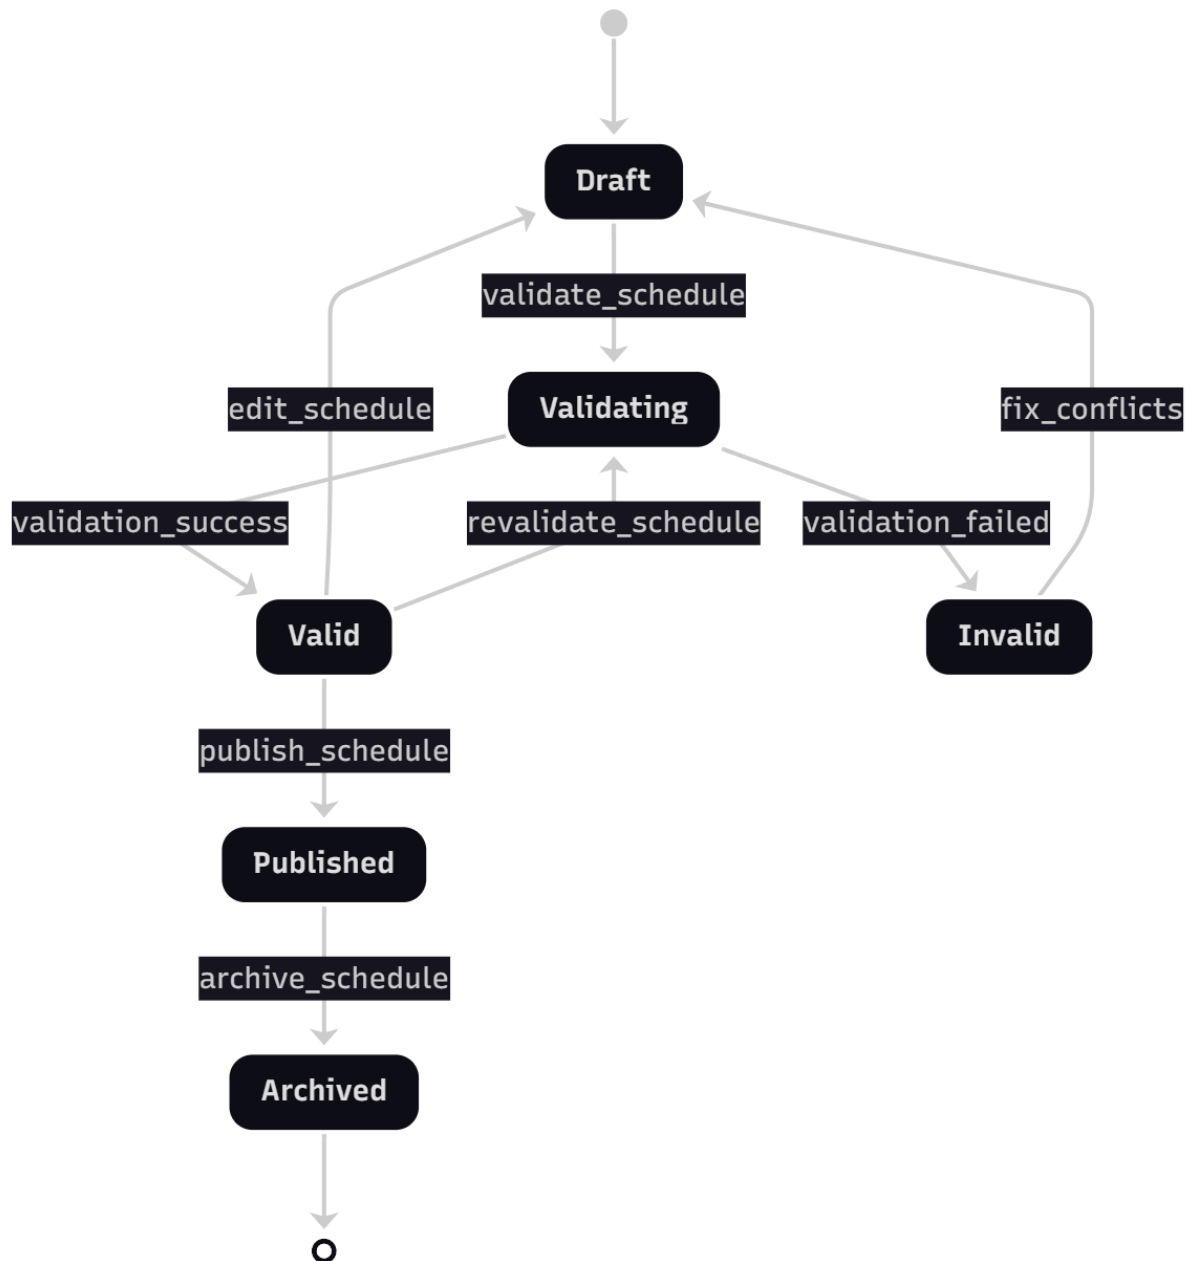 Draft
validate_schedule
edit_schedule
Validating
fix_conflicts
validation_success
revalidate_schedule
validation_failed
Valid
Invalid
publish_schedule
Published
archive_schedule
Archived